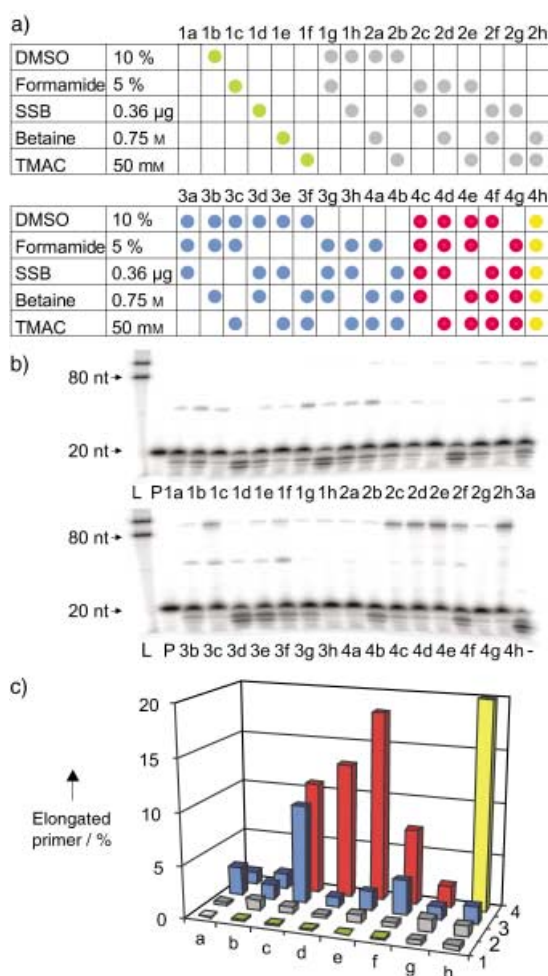 a)
1a 1b 1c 1d 1e 1f 1g 1h 2a 2b 2c 2d 2e 2f 2g 2h
DMSO 10 %
Formamide 5 %
SSB 0.36 µg
Betaine 0.75 M
TMAC 50 mM
3a 3b 3c 3d 3e 3f 3g 3h 4a 4b 4c 4d 4e 4f 4g 4h
DMSO 10 %
Formamide 5 %
SSB 0.36 µg
Betaine 0.75 M
TMAC 50 mM
b)
80 nt
20 nt
L P 1a 1b 1c 1d 1e 1f 1g 1h 2a 2b 2c 2d 2e 2f 2g 2h 3a
80 nt
20 nt
L P 3b 3c 3d 3e 3f 3g 3h 4a 4b 4c 4d 4e 4f 4g 4h -
c)
20
15
10
5
0
Elongated
primer / %
a b c d e f g h
1 2 3 4